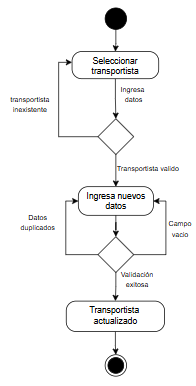 Seleccionar
transportista
Ingresa
datos
transportista
inexistente
Transportista valido
Ingresa nuevos
datos
Datos
duplicados
Campo
vacio
Validación
exitosa
Transportista
actualizado